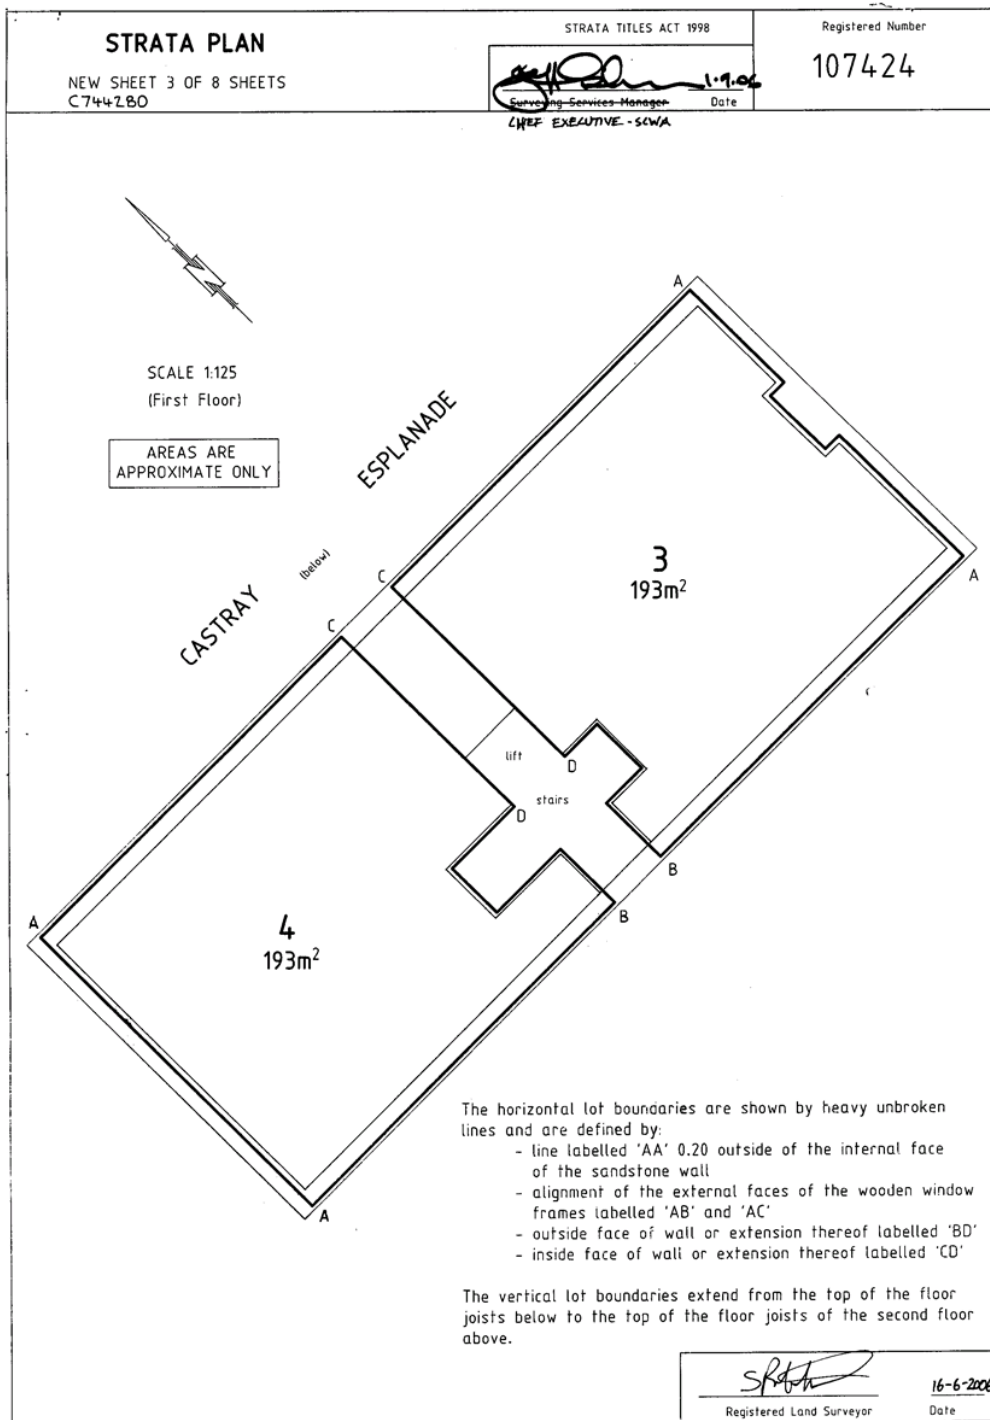 STRATA PLAN
NEW SHEET 3 OF 8 SHEETS
C744280
STRATA TITLES ACT 1998
1.9.06
Surveying Services Manager
Date
CHIEF EXECUTIVE - SCWA
Registered Number
107424
N
SCALE 1:125
(First Floor)
AREAS ARE
APPROXIMATE ONLY
CASTRAY
(below)
ESPLANADE
A
C
C
3
193m²
A
lift
D
stairs
D
B
B
A
4
193m²
A
The horizontal lot boundaries are shown by heavy unbroken
lines and are defined by:
- line labelled 'AA' 0.20 outside of the internal face
of the sandstone wall
- alignment of the external faces of the wooden window
frames labelled 'AB' and 'AC'
- outside face of wall or extension thereof labelled 'BD'
- inside face of wall or extension thereof labelled 'CD'
The vertical lot boundaries extend from the top of the floor
joists below to the top of the floor joists of the second floor
above.
16-6-2006
Registered Land Surveyor
Date